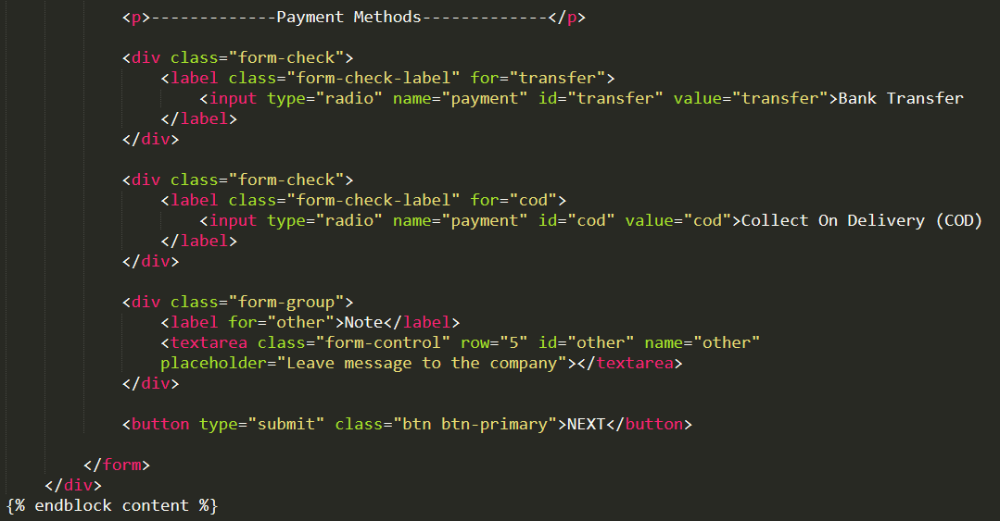 <p>-------------Payment Methods-------------</p>
<div class="form-check">
<label class="form-check-label" for="transfer">
<input type="radio" name="payment" id="transfer" value="transfer">Bank Transfer
</label>
</div>
<div class="form-check">
<label class="form-check-label" for="cod">
<input type="radio" name="payment" id="cod" value="cod">Collect On Delivery (COD)
</label>
</div>
<div class="form-group">
<label for="other">Note</label>
<textarea class="form-control" row="5" id="other" name="other"
placeholder="Leave message to the company"></textarea>
</div>
<button type="submit" class="btn btn-primary">NEXT</button>
</form>
</div>
{% endblock content %}